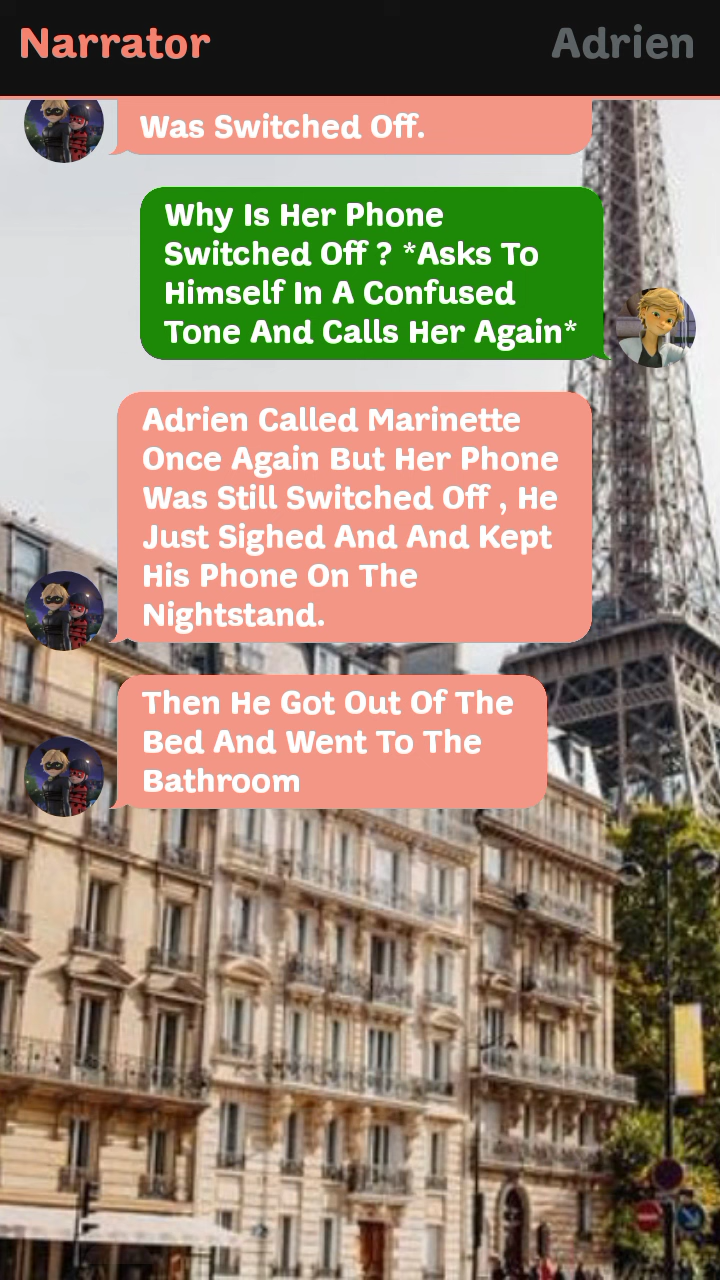 Narrator
Adrien
Was Switched Off.
Why Is Her Phone
Switched Off ? *Asks To
Himself In A Confused
Tone And Calls Her Again*
Adrien Called Marinette
Once Again But Her Phone
Was Still Switched Off , He
Just Sighed And And Kept
His Phone On The
Nightstand.
Then He Got Out Of The
Bed And Went To The
Bathroom